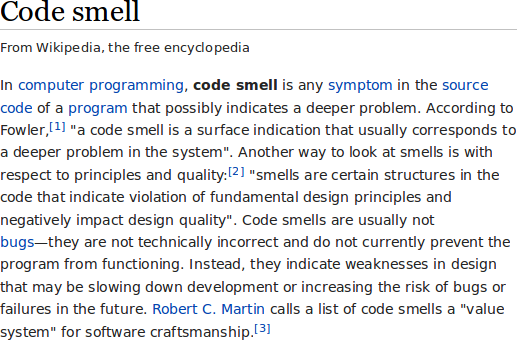 Code smell
From Wikipedia, the free encyclopedia
In computer programming, code smell is any symptom in the source
code of a program that possibly indicates a deeper problem. According to
Fowler,[1] "a code smell is a surface indication that usually corresponds to
a deeper problem in the system". Another way to look at smells is with
respect to principles and quality:[2] "smells are certain structures in the
code that indicate violation of fundamental design principles and
negatively impact design quality". Code smells are usually not
bugs—they are not technically incorrect and do not currently prevent the
program from functioning. Instead, they indicate weaknesses in design
that may be slowing down development or increasing the risk of bugs or
failures in the future. Robert C. Martin calls a list of code smells a "value
system" for software craftsmanship.[3]